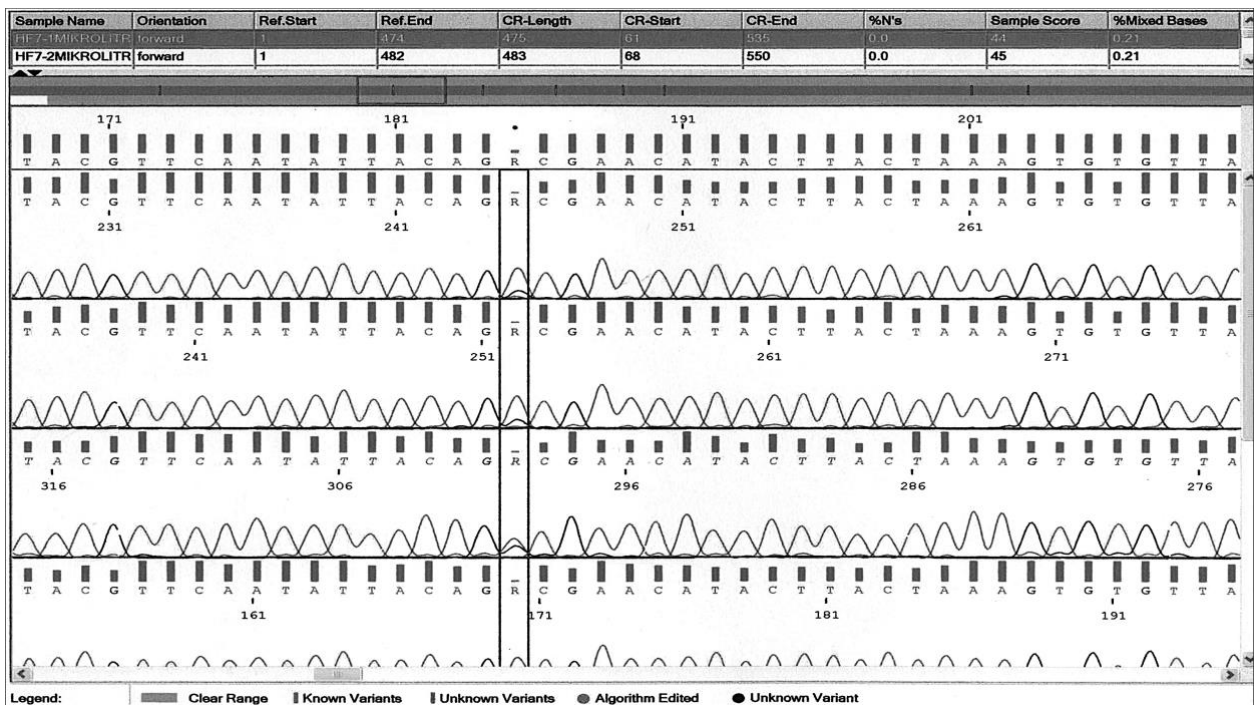 Sample Name Orientation Ref.Start Ref.End CR-Length CR-Start CR-End %N's Sample Score %Mixed Bases
HF7-1MIKROLITR forward 1 474 475 61 535 0.0 44 0.21
HF7-2MIKROLITR forward 1 482 483 68 550 0.0 45 0.21
171 181 191 201
T A C G T T C A A T A T T A C A G R C G A A C A T A C T T A C T A A A G T G T G T T A
T A C G T T C A A T A T T A C A G R C G A A C A T A C T T A C T A A A G T G T G T T A
231 241 251 261
T A C G T T C A A T A T T A C A G R C G A A C A T A C T T A C T A A A G T G T G T T A
241 251 261 271
T A C G T T C A A T A T T A C A G R C G A A C A T A C T T A C T A A A G T G T G T T A
316 306 296 286 276
T A C G T T C A A T A T T A C A G R C G A A C A T A C T T A C T A A A G T G T G T T A
161 171 181 191
Legend: Clear Range Known Variants Unknown Variants Algorithm Edited Unknown Variant